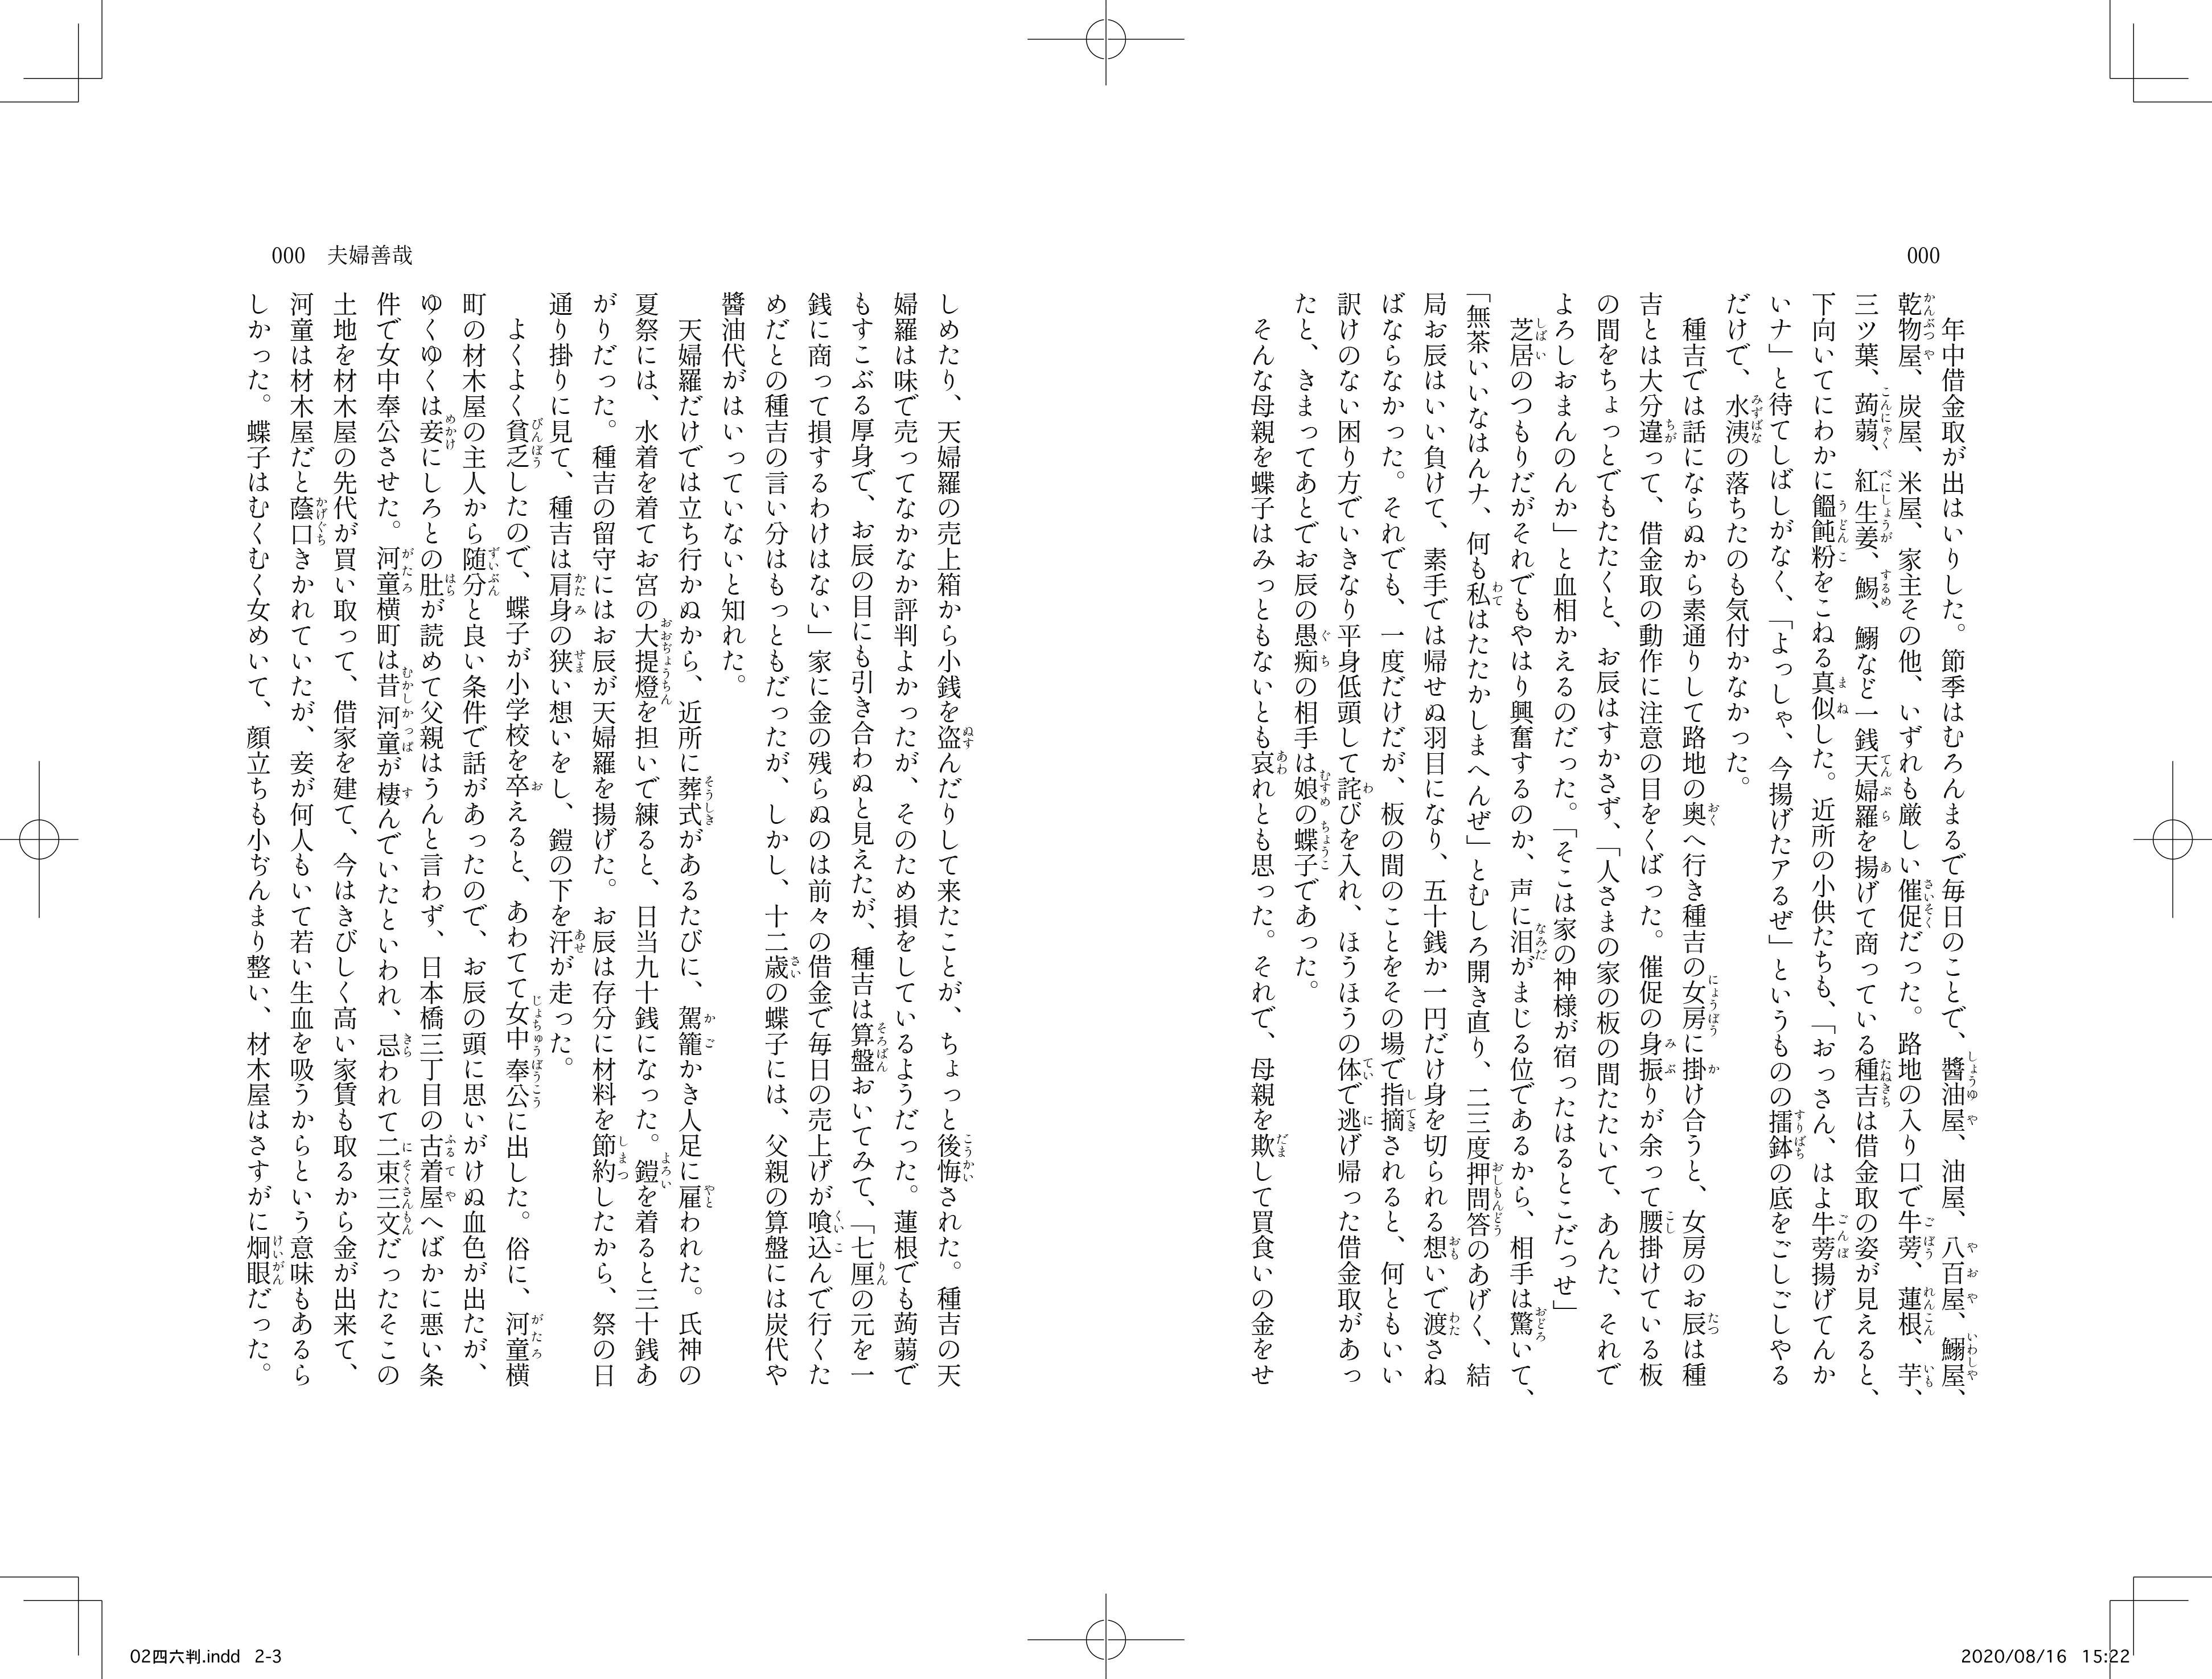 000
年中借金取が出はいりした。節季はむろんまるで毎日のことで、醬油屋、油屋、八百屋、鰯屋、
乾物屋、炭屋、米屋、家主その他、いずれも厳しい催促だった。路地の入り口で牛蒡、蓮根、芋、
三ツ葉、蒟蒻、紅生姜、鯣、鰯など一銭天婦羅を揚げて商っている種吉は借金取の姿が見えると、
下向いてにわかに饂飩粉をこねる真似した。近所の小供たちも、「おっさん、はよ牛蒡揚げてんか
いナ」と待てしばしがなく、「よっしゃ、今揚げたアるぜ」というものの擂鉢の底をごしごしやる
だけで、水洟の落ちたのも気付かなかった。
種吉では話にならぬから素通りして路地の奥へ行き種吉の女房に掛け合うと、女房のお辰は種
吉とは大分違って、借金取の動作に注意の目をくばった。催促の身振りが余って腰掛けている板
の間をちょっとでもたたくと、お辰はすかさず、「人さまの家の板の間たたいて、あんた、それで
よろしおまんのんか」と血相かえるのだった。「そこは家の神様が宿ったはるとこだっせ」
芝居のつもりだがそれでもやはり興奮するのか、声に泪がまじる位であるから、相手は驚いて、
「無茶いいなはんナ、何も私はたたかしまへんぜ」とむしろ開き直り、二三度押問答のあげく、結
局お辰はいい負けて、素手では帰せぬ羽目になり、五十銭か一円だけ身を切られる想いで渡さね
ばならなかった。それでも、一度だけだが、板の間のことをその場で指摘されると、何ともいい
訳けのない困り方でいきなり平身低頭して詫びを入れ、ほうほうの体で逃げ帰った借金取があっ
たと、きまってあとでお辰の愚痴の相手は娘の蝶子であった。
そんな母親を蝶子はみっともないとも哀れとも思った。それで、母親を欺して買食いの金をせ
000 夫婦善哉
しめたり、天婦羅の売上箱から小銭を盗んだりして来たことが、ちょっと後悔された。種吉の天
婦羅は味で売ってなかなか評判よかったが、そのため損をしているようだった。蓮根でも蒟蒻で
もすこぶる厚身で、お辰の目にも引き合わぬと見えたが、種吉は算盤おいてみて、「七厘の元を一
銭に商って損するわけはない」家に金の残らぬのは前々の借金で毎日の売上げが喰込んで行くた
めだとの種吉の言い分はもっともだったが、しかし、十二歳の蝶子には、父親の算盤には炭代や
醬油代がはいっていないと知れた。
天婦羅だけでは立ち行かぬから、近所に葬式があるたびに、駕籠かき人足に雇われた。氏神の
夏祭には、水着を着てお宮の大提燈を担いで練ると、日当九十銭になった。鎧を着ると三十銭あ
がりだった。種吉の留守にはお辰が天婦羅を揚げた。お辰は存分に材料を節約したから、祭の日
通り掛りに見て、種吉は肩身の狭い想いをし、鎧の下を汗が走った。
よくよく貧乏したので、蝶子が小学校を卒えると、あわてて女中奉公に出した。俗に、河童横
町の材木屋の主人から随分と良い条件で話があったので、お辰の頭に思いがけぬ血色が出たが、
ゆくゆくは妾にしろとの肚が読めて父親はうんと言わず、日本橋三丁目の古着屋へばかに悪い条
件で女中奉公させた。河童横町は昔河童が棲んでいたといわれ、忌われて二束三文だったそこの
土地を材木屋の先代が買い取って、借家を建て、今はきびしく高い家賃も取るから金が出来て、
河童は材木屋だと蔭口きかれていたが、妾が何人もいて若い生血を吸うからという意味もあるら
しかった。蝶子はむくむく女めいて、顔立ちも小ぢんまり整い、材木屋はさすがに炯眼だった。
02四六判.indd 2-3
2020/08/16 15:22